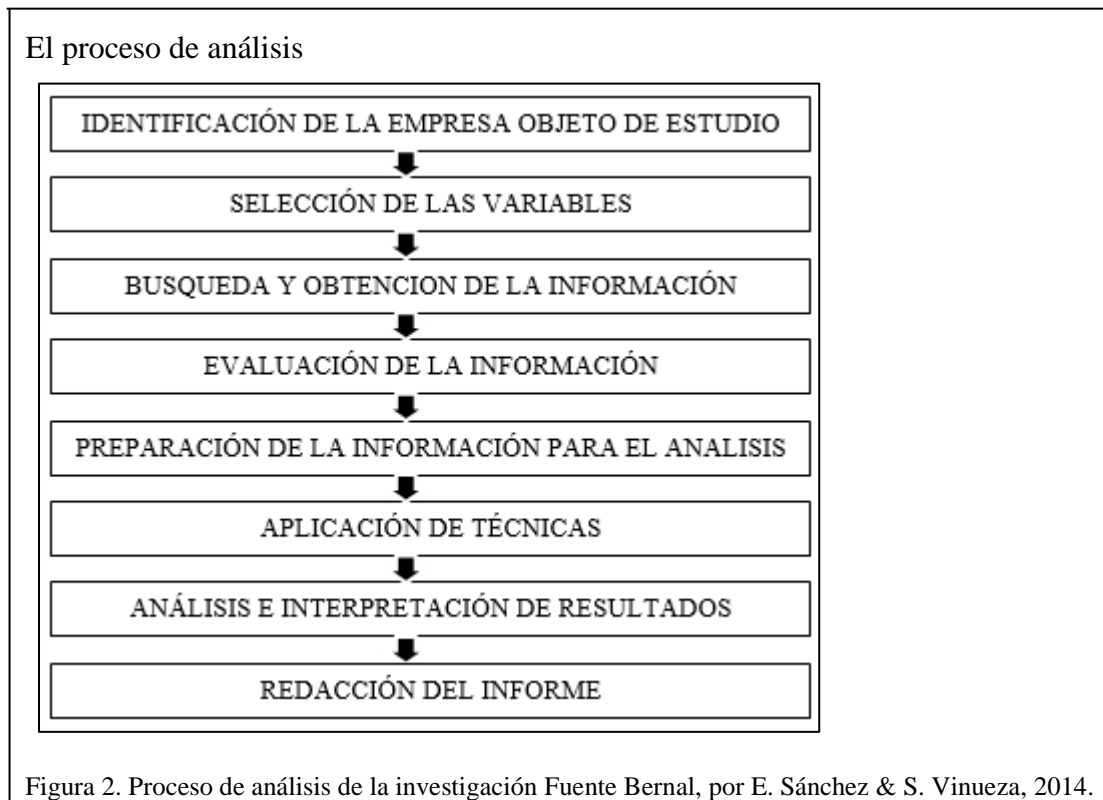 El proceso de análisis
IDENTIFICACIÓN DE LA EMPRESA OBJETO DE ESTUDIO
SELECCIÓN DE LAS VARIABLES
BUSQUEDA Y OBTENCION DE LA INFORMACIÓN
EVALUACIÓN DE LA INFORMACIÓN
PREPARACIÓN DE LA INFORMACIÓN PARA EL ANALISIS
APLICACIÓN DE TÉCNICAS
ANÁLISIS E INTERPRETACIÓN DE RESULTADOS
REDACCIÓN DEL INFORME
Figura 2. Proceso de análisis de la investigación Fuente Bernal, por E. Sánchez & S. Vinueza, 2014.